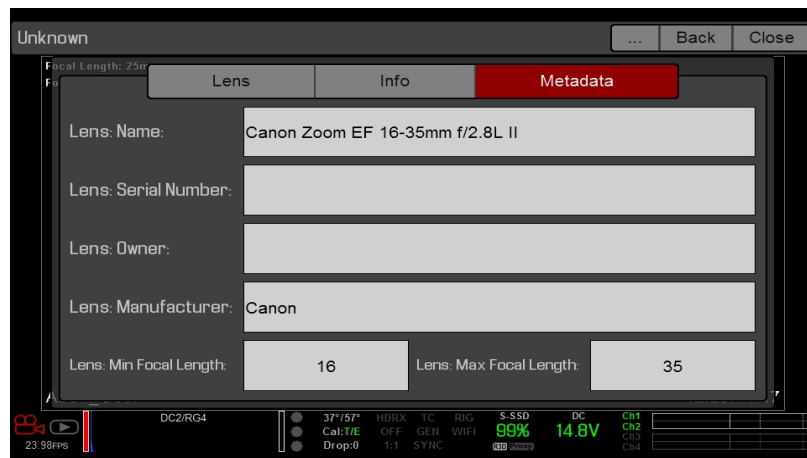 Unknown
... Back Close
Focal Length: 25m
Lens Info Metadata
Lens: Name: Canon Zoom EF 16-35mm f/2.8L II
Lens: Serial Number:
Lens: Owner:
Lens: Manufacturer: Canon
Lens: Min Focal Length: 16 Lens: Max Focal Length: 35
DC2/RG4 37°/57° HDRX TC RIG S-SSD DC Ch1
Cal:T/E OFF GEN WIFI 99% 14.8V Ch2
23.98FPS Drop:0 1:1 SYNC R3D Proxy Ch3
Ch4